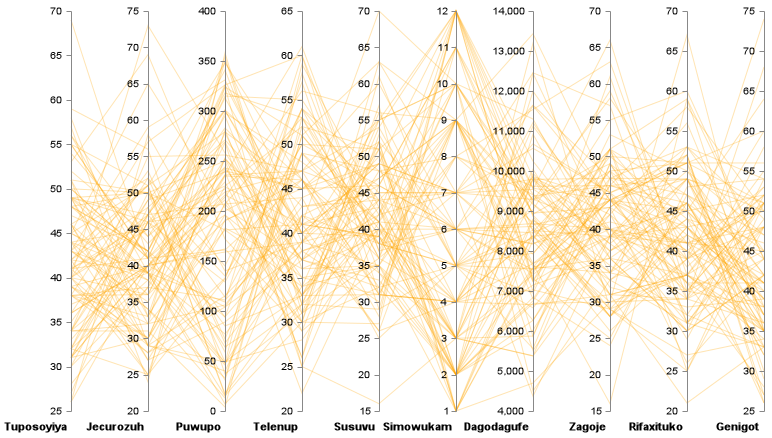 70 75 400 65 70 12 14,000 70 70 75
65 70 350 60 65 11 13,000 65 65 70
60 65 300 55 60 10 12,000 60 60 65
55 60 250 50 55 9 11,000 55 55 60
50 55 200 45 50 8 10,000 50 50 55
45 50 150 40 45 7 9,000 45 45 50
40 45 100 35 40 6 8,000 40 40 45
35 40 50 30 35 5 7,000 35 35 40
30 35 0 25 30 4 6,000 30 30 35
25 30 20 25 3 5,000 25 25 30
25 20 2 4,000 20 20 25
20 15 1 15 15
Tuposoyiya Jecurozuh Puwupo Telenup Susuvu Simowukam Dagodagufe Zagoje Rifaxituko Genigot